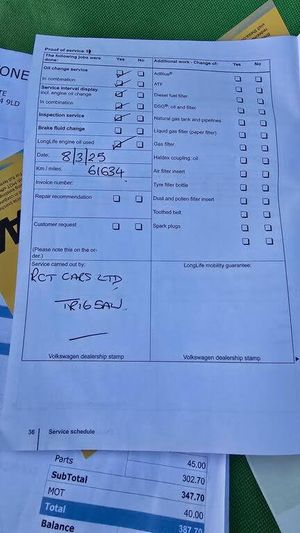 ONE
TE
4 9LD
Proof of service
The following jobs were done: Yes No
Additional work - Change of: Yes No
Oil change service
In combination
Service interval display incl. engine oil change
In combination
Inspection service
Brake fluid change
LongLife engine oil used
Date: 8/3/25
Km / miles: 61634
Invoice number:
Repair recommendation
Customer request
(Please note this on the order.)
AdBlue®
ATF
Diesel fuel filter
DSG®: oil and filter
Natural gas tank and pipelines
Liquid gas filter (paper filter)
Gas filter
Haldex coupling: oil
Air filter insert
Tyre filler bottle
Dust and pollen filter insert
Toothed belt
Spark plugs
Service carried out by:
RCT CARS LTD
TR16 5AW
Volkswagen dealership stamp
LongLife mobility guarantee:
Volkswagen dealership stamp
36 Service schedule
Parts 45.00
SubTotal 302.70
MOT 347.70
Total 40.00
Balance 387.70